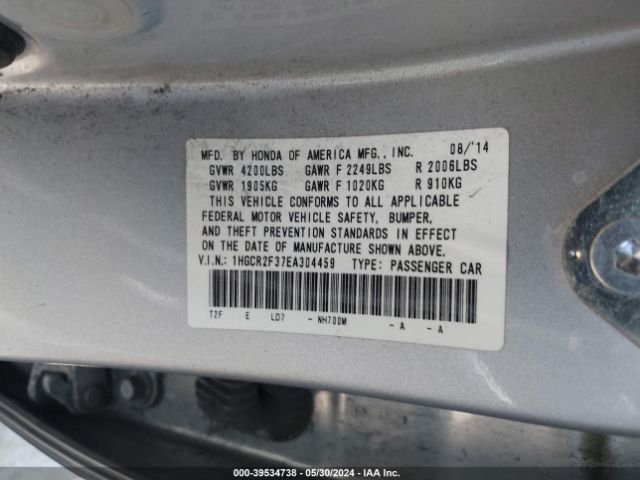 MFD. BY HONDA OF AMERICA MFG., INC. 08/'14
GVWR 4200LBS GAWR F 2249LBS R 2006LBS
GVWR 1905KG GAWR F 1020KG R 910KG
THIS VEHICLE CONFORMS TO ALL APPLICABLE
FEDERAL MOTOR VEHICLE SAFETY, BUMPER,
AND THEFT PREVENTION STANDARDS IN EFFECT
ON THE DATE OF MANUFACTURE SHOWN ABOVE.
V.I.N.: 1HGCR2F37EA304459 TYPE: PASSENGER CAR
T2F E LD7 - NH700M - A - A
000-39534738 - 05/30/2024 - IAA Inc.